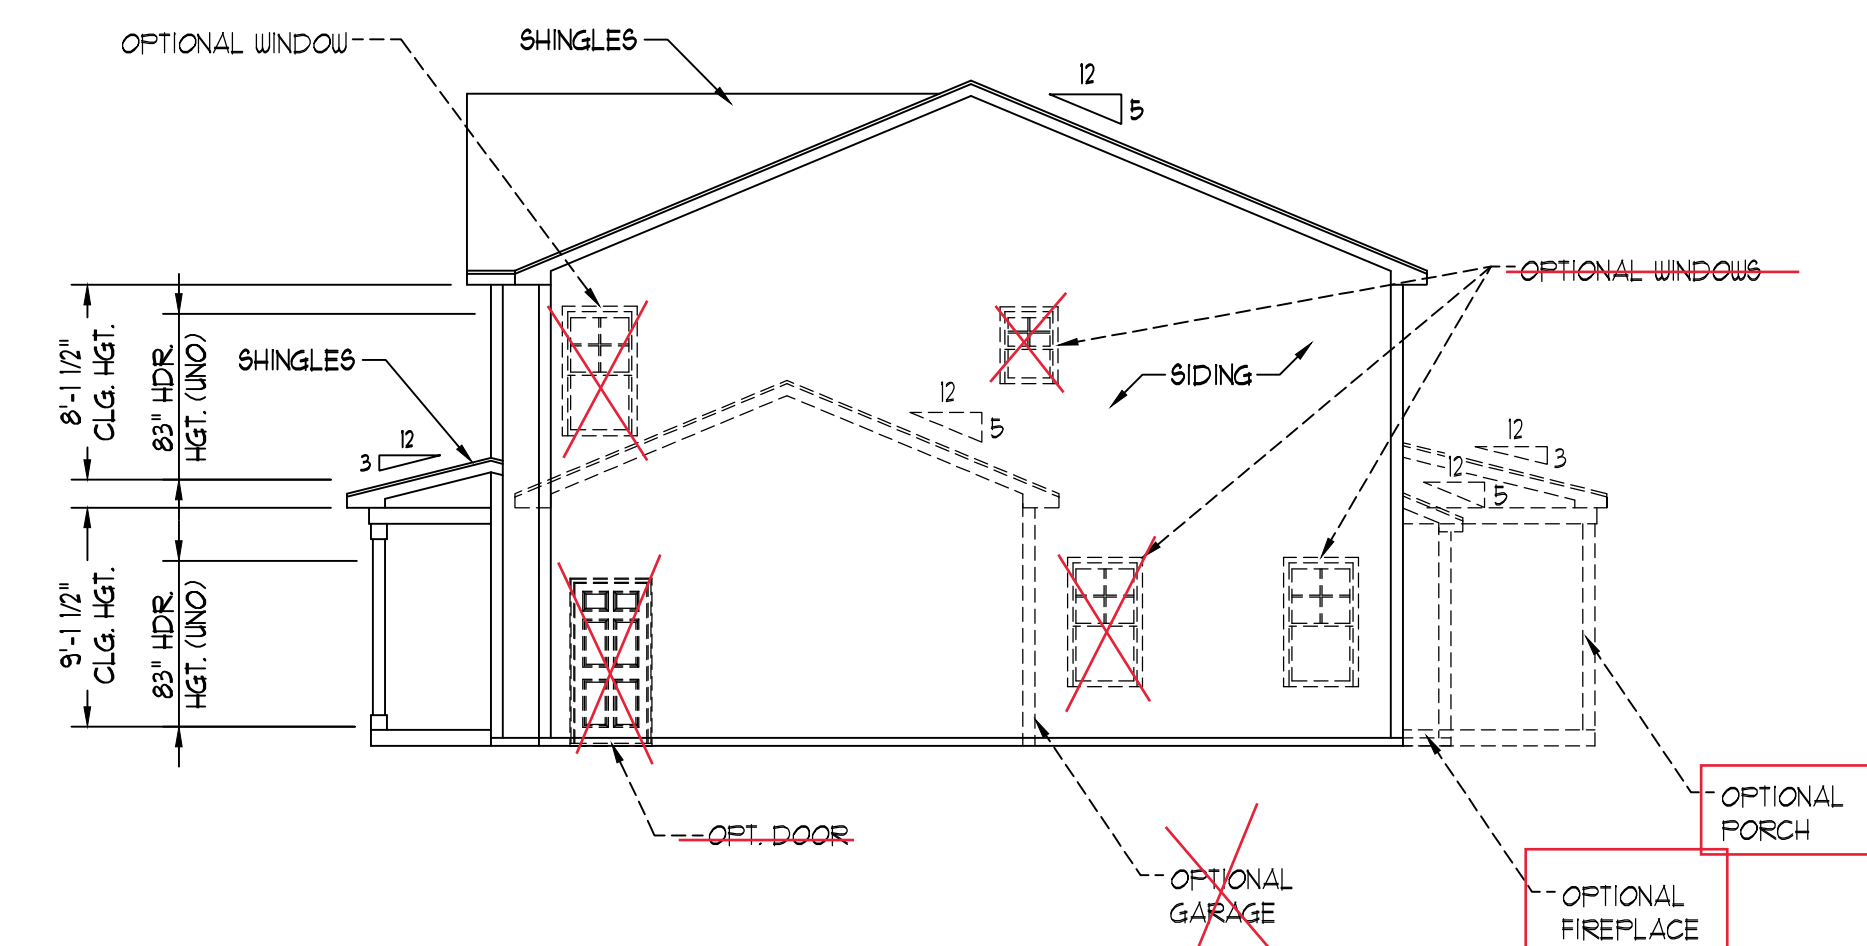 OPTIONAL WINDOW
SHINGLES
12
5
OPTIONAL WINDOWS
8'-1 1/2"
CLG. HGT.
83" HDR.
HGT. (UNO)
SHINGLES
SIDING
12
5
12
3
12
3
12
5
9'-1 1/2"
CLG. HGT.
83" HDR.
HGT. (UNO)
OPTIONAL
PORCH
OPT. DOOR
OPTIONAL
GARAGE
OPTIONAL
FIREPLACE